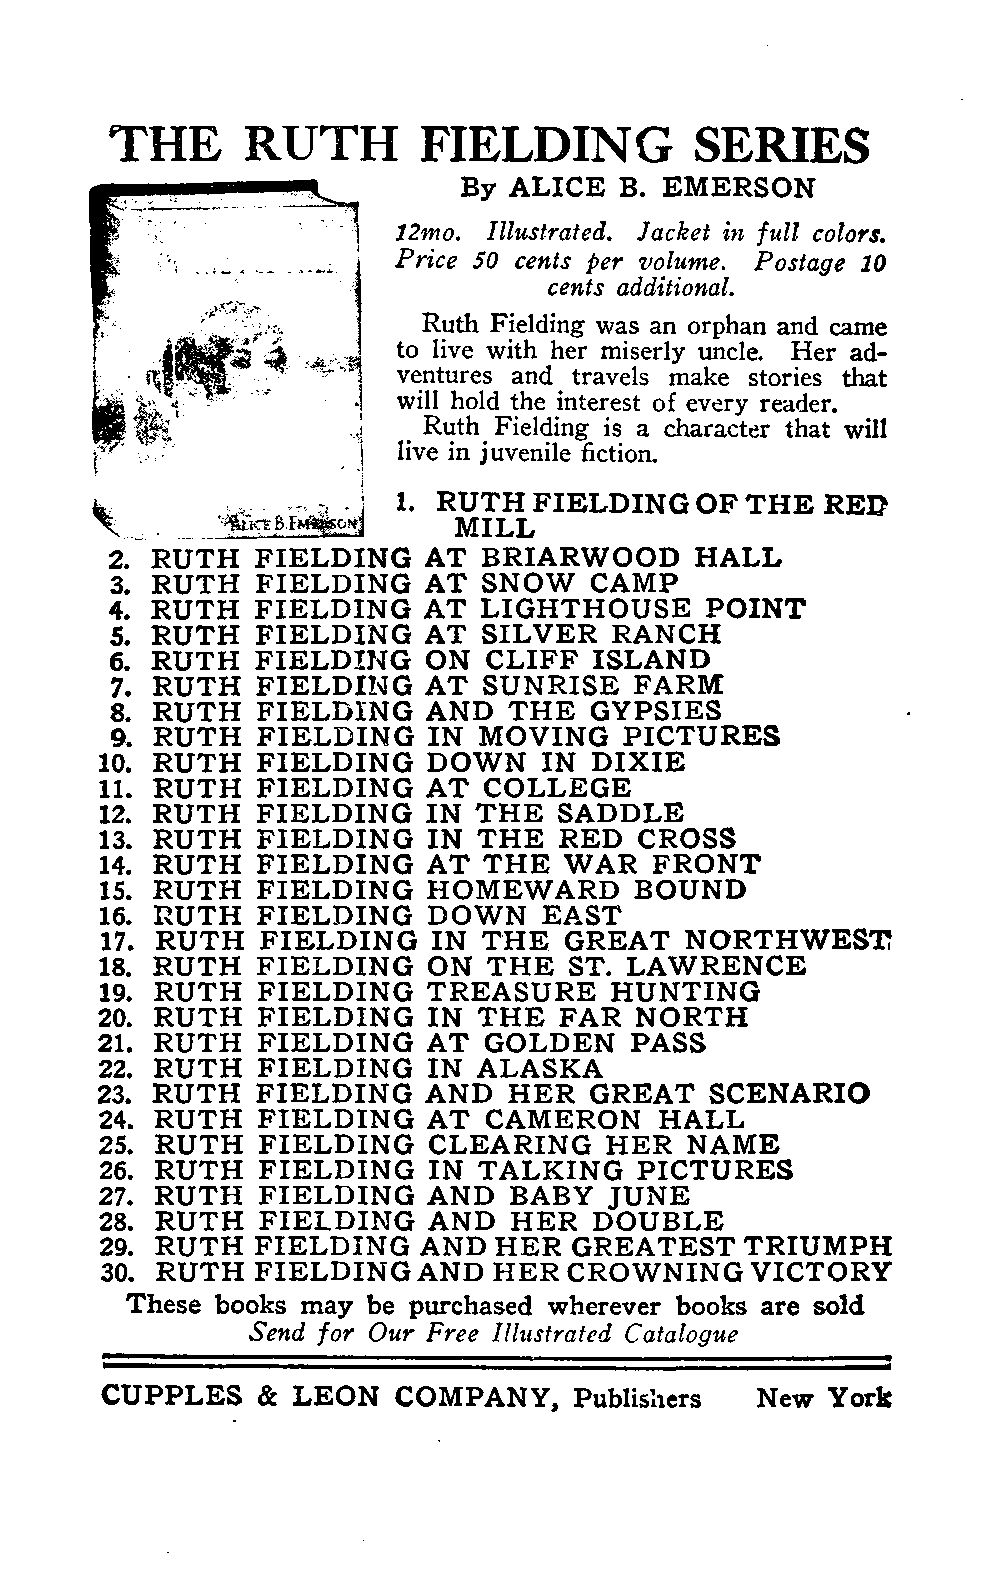 THE RUTH FIELDING SERIES
By ALICE B. EMERSON
12mo. Illustrated. Jacket in full colors.
Price 50 cents per volume. Postage 10
cents additional.
Ruth Fielding was an orphan and came
to live with her miserly uncle. Her ad-
ventures and travels make stories that
will hold the interest of every reader.
Ruth Fielding is a character that will
live in juvenile fiction.
ALICE B. EMERSON
1. RUTH FIELDING OF THE RED
MILL
2. RUTH FIELDING AT BRIARWOOD HALL
3. RUTH FIELDING AT SNOW CAMP
4. RUTH FIELDING AT LIGHTHOUSE POINT
5. RUTH FIELDING AT SILVER RANCH
6. RUTH FIELDING ON CLIFF ISLAND
7. RUTH FIELDING AT SUNRISE FARM
8. RUTH FIELDING AND THE GYPSIES
9. RUTH FIELDING IN MOVING PICTURES
10. RUTH FIELDING DOWN IN DIXIE
11. RUTH FIELDING AT COLLEGE
12. RUTH FIELDING IN THE SADDLE
13. RUTH FIELDING IN THE RED CROSS
14. RUTH FIELDING AT THE WAR FRONT
15. RUTH FIELDING HOMEWARD BOUND
16. RUTH FIELDING DOWN EAST
17. RUTH FIELDING IN THE GREAT NORTHWEST
18. RUTH FIELDING ON THE ST. LAWRENCE
19. RUTH FIELDING TREASURE HUNTING
20. RUTH FIELDING IN THE FAR NORTH
21. RUTH FIELDING AT GOLDEN PASS
22. RUTH FIELDING IN ALASKA
23. RUTH FIELDING AND HER GREAT SCENARIO
24. RUTH FIELDING AT CAMERON HALL
25. RUTH FIELDING CLEARING HER NAME
26. RUTH FIELDING IN TALKING PICTURES
27. RUTH FIELDING AND BABY JUNE
28. RUTH FIELDING AND HER DOUBLE
29. RUTH FIELDING AND HER GREATEST TRIUMPH
30. RUTH FIELDING AND HER CROWNING VICTORY
These books may be purchased wherever books are sold
Send for Our Free Illustrated Catalogue
CUPPLES & LEON COMPANY, Publishers New York